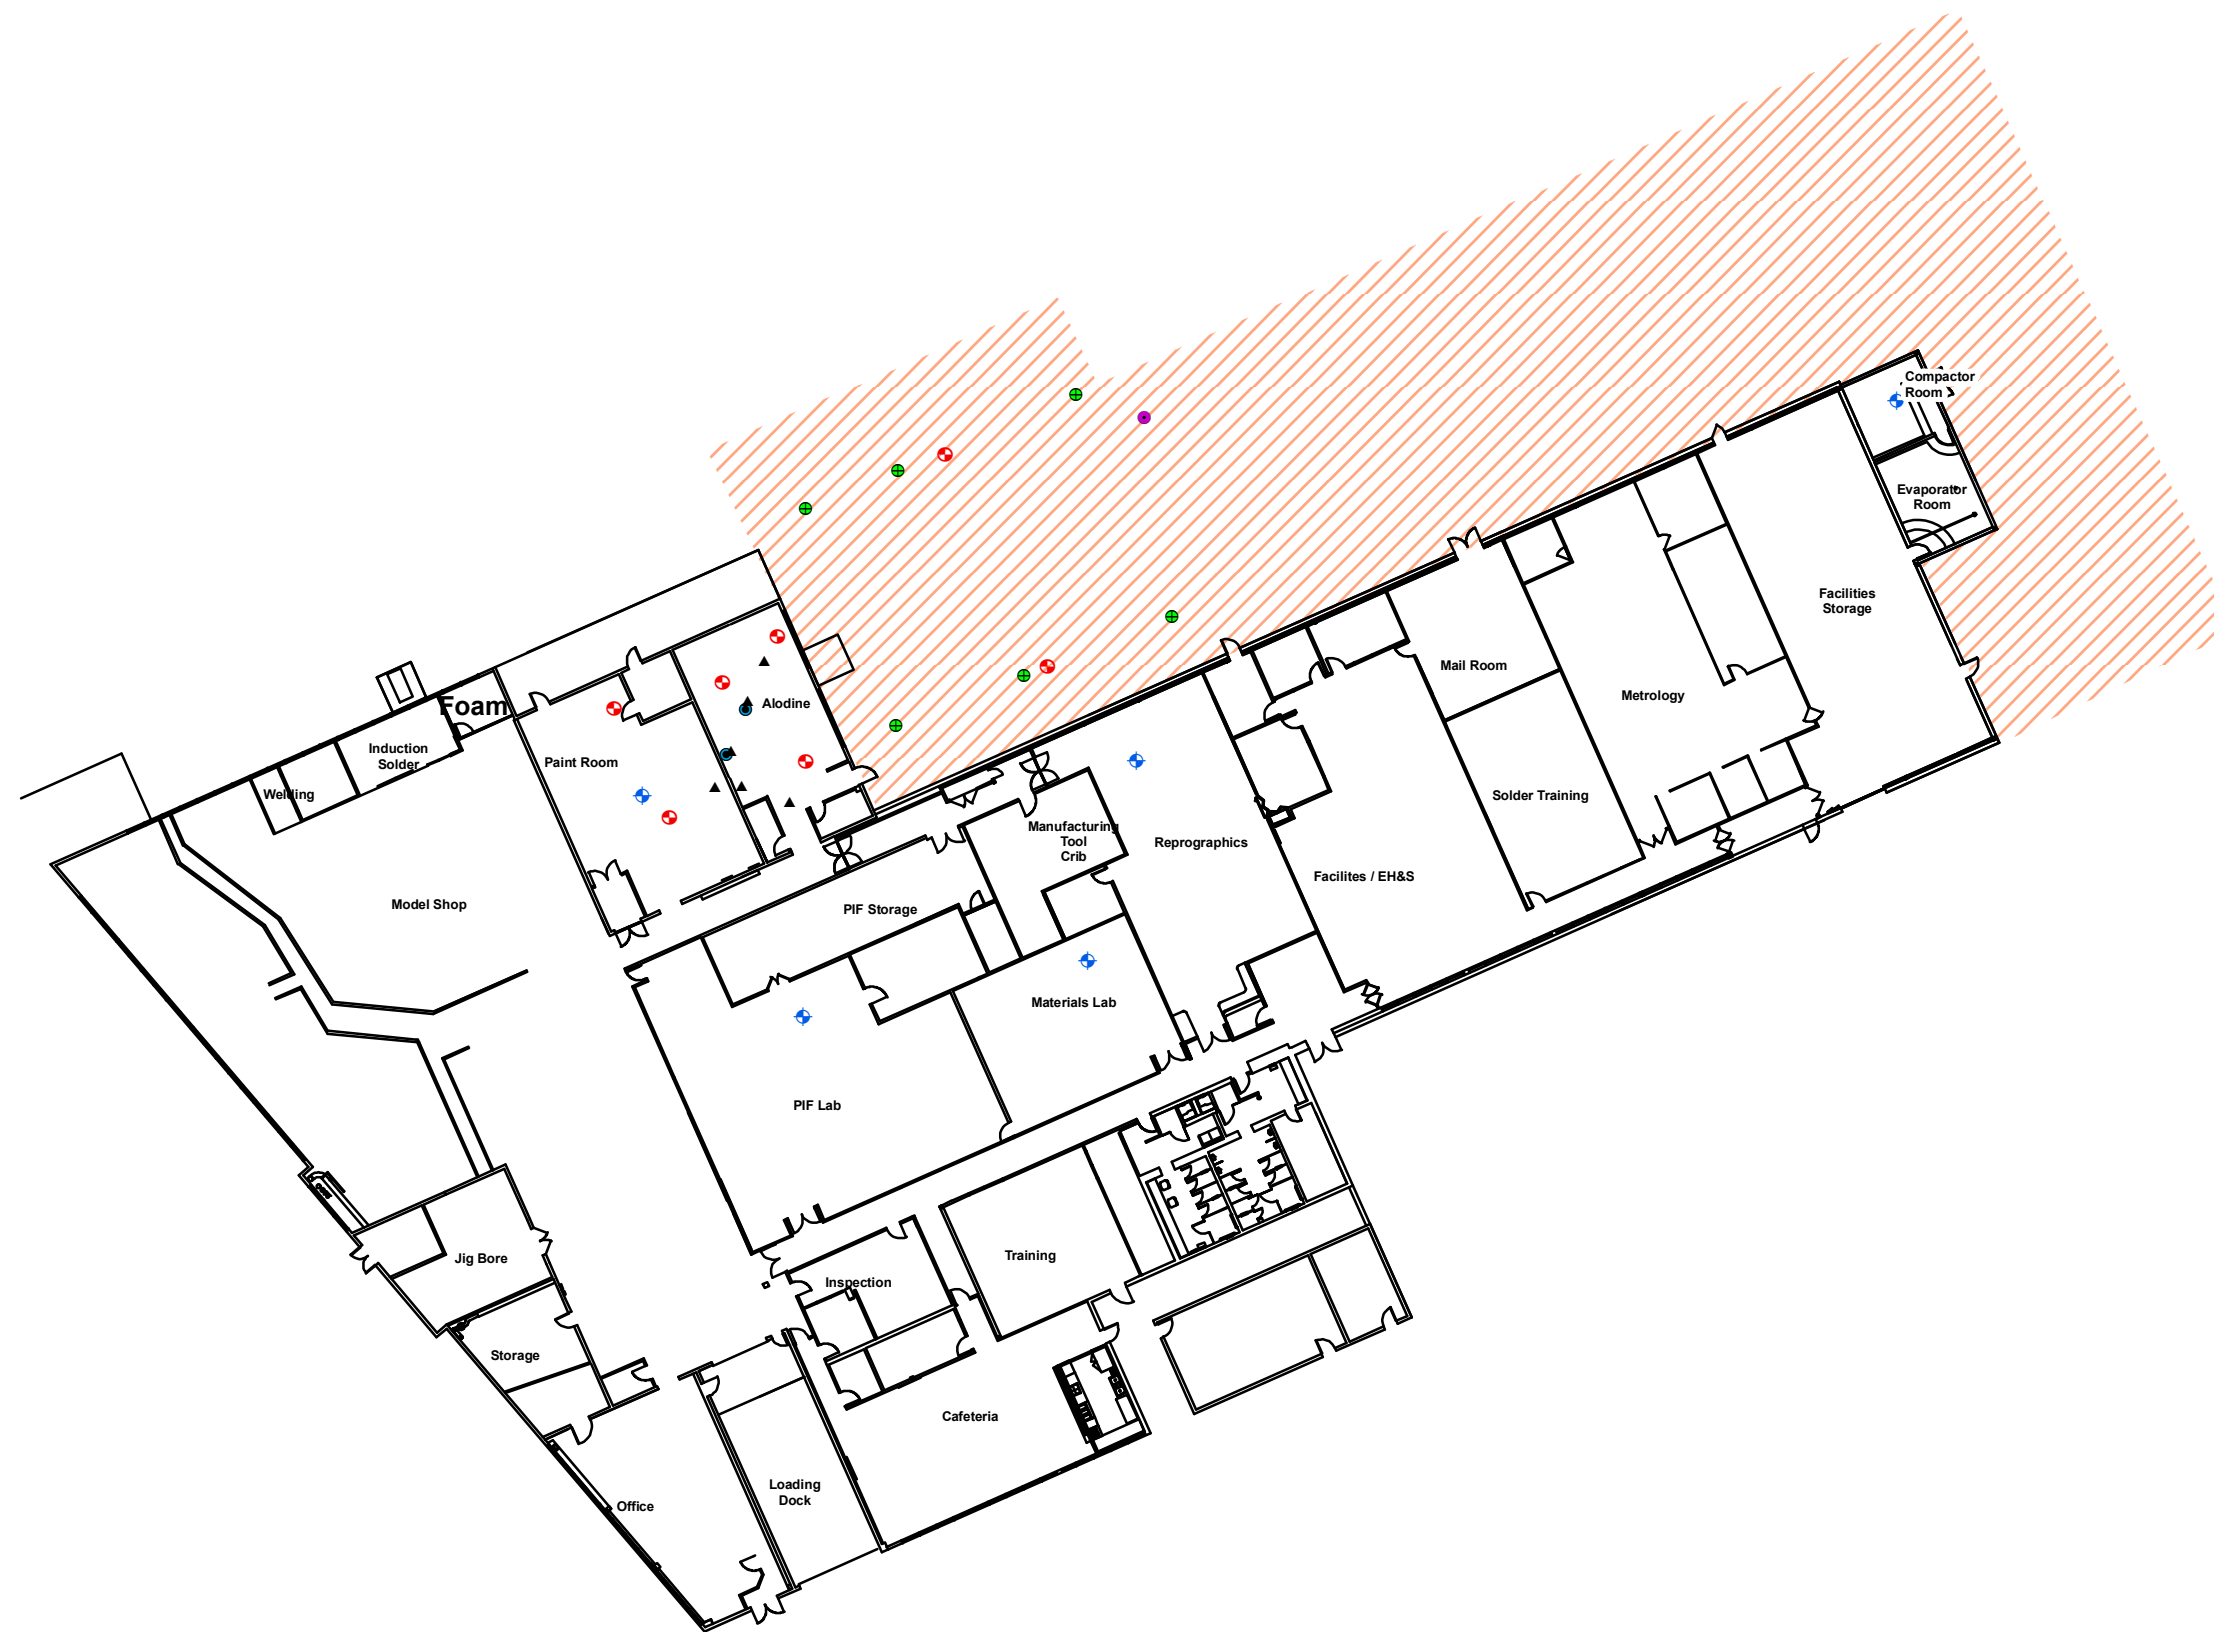 Compactor
Room
Evaporator
Room
Facilities
Storage
Mail Room
Metrology
Alodine
Foam
Induction
Solder
Paint Room
Welding
Solder Training
Manufacturing
Tool
Crib
Reprographics
Facilites / EH&S
Model Shop
PIF Storage
Materials Lab
PIF Lab
Training
Jig Bore
Inspection
Storage
Cafeteria
Loading
Dock
Office